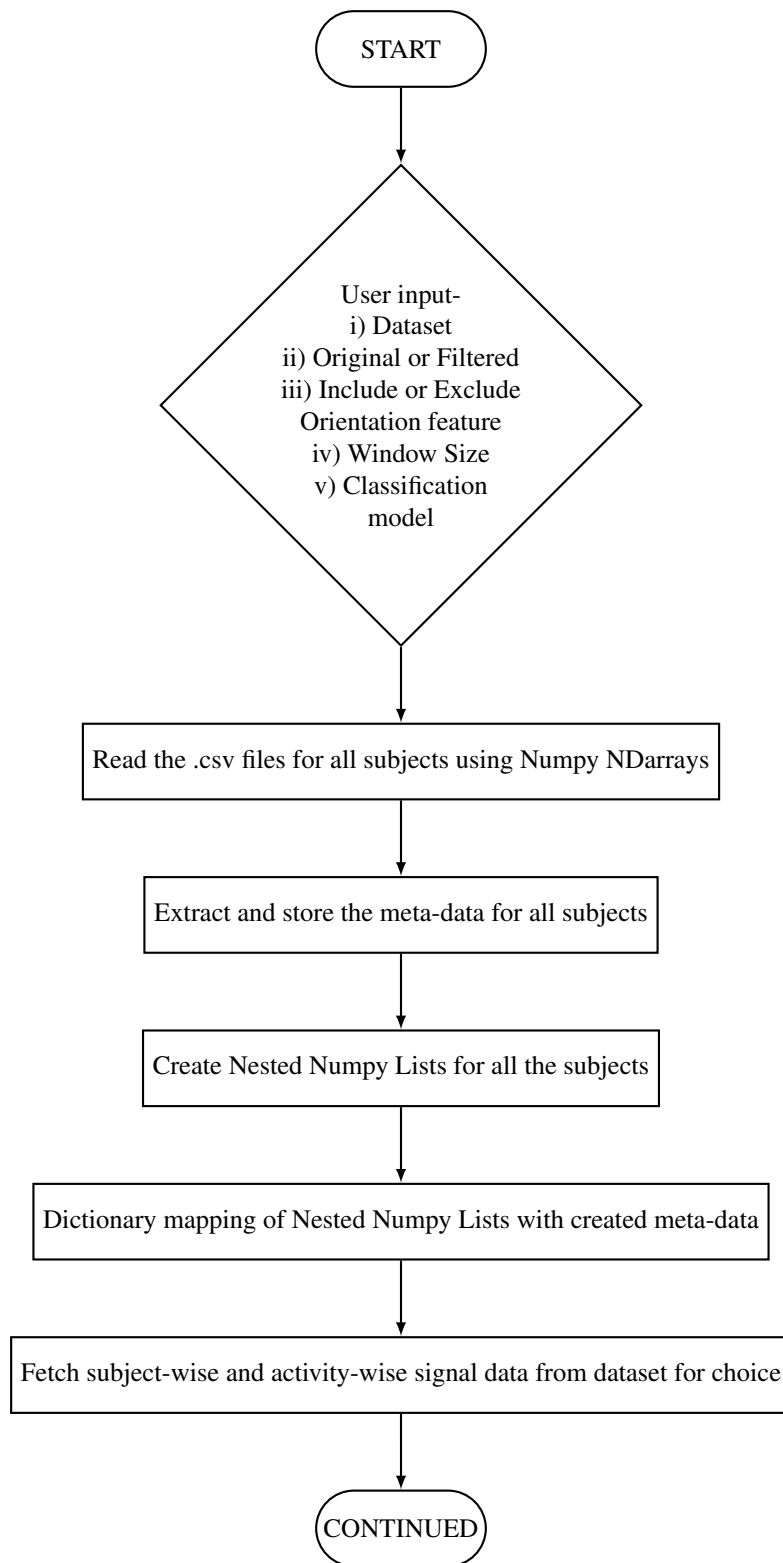 START
User input-
i) Dataset
ii) Original or Filtered
iii) Include or Exclude
Orientation feature
iv) Window Size
v) Classification
model
Read the .csv files for all subjects using Numpy NDarrays
Extract and store the meta-data for all subjects
Create Nested Numpy Lists for all the subjects
Dictionary mapping of Nested Numpy Lists with created meta-data
Fetch subject-wise and activity-wise signal data from dataset for choice
CONTINUED